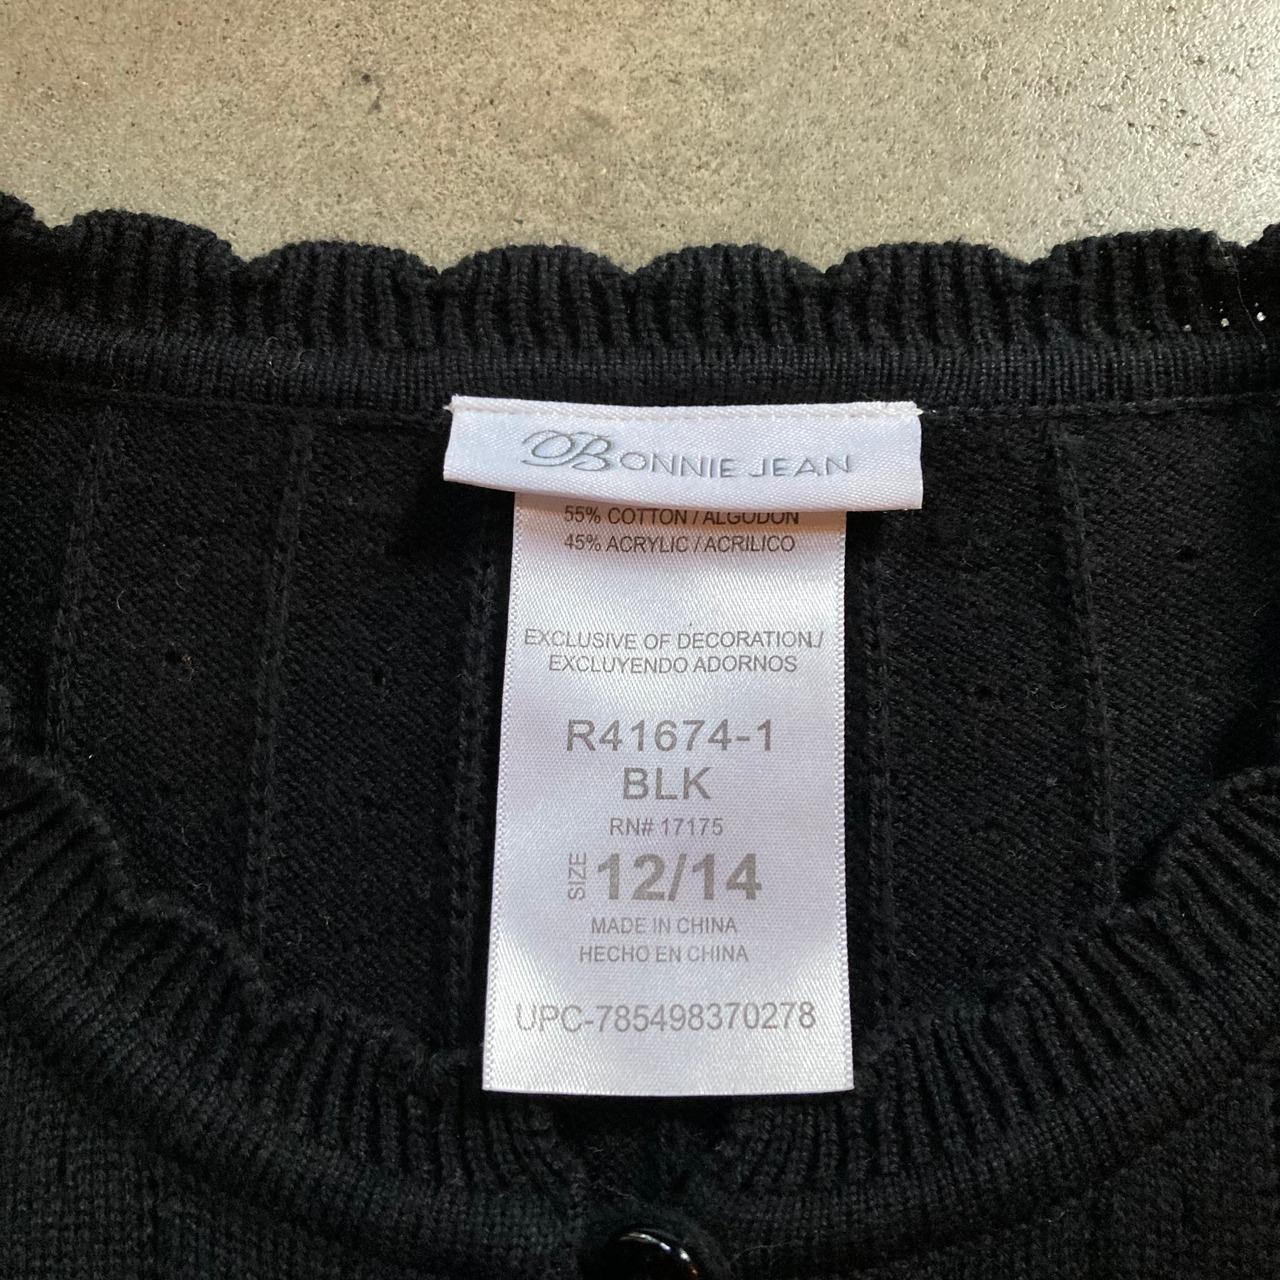 BONNIE JEAN
55% COTTON / ALGODON
45% ACRYLIC / ACRILICO
EXCLUSIVE OF DECORATION./
EXCLUYENDO ADORNOS
R41674-1
BLK
RN# 17175
SIZE 12/14
MADE IN CHINA
HECHO EN CHINA
UPC-785498370278